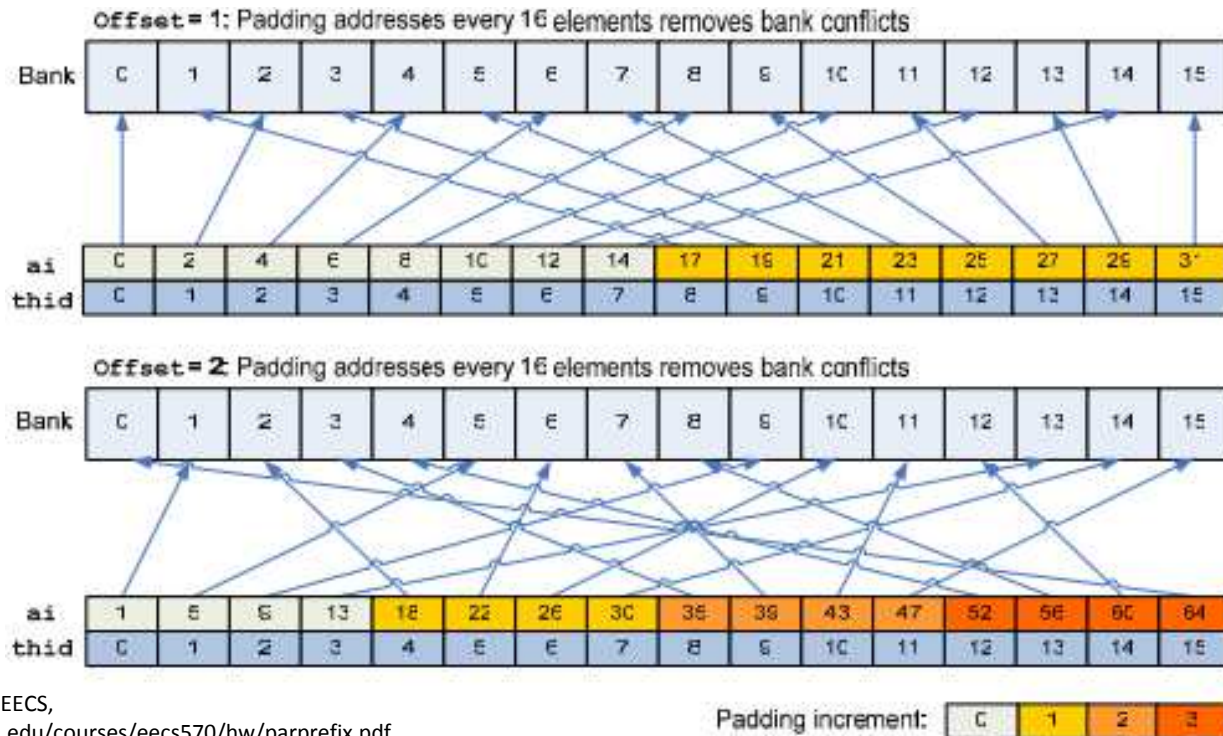 Offset = 1: Padding addresses every 16 elements removes bank conflicts
Bank 0 1 2 3 4 5 6 7 8 9 10 11 12 13 14 15
ai 0 2 4 6 8 10 12 14 17 19 21 23 25 27 29 31
thid 0 1 2 3 4 5 6 7 8 9 10 11 12 13 14 15
Offset = 2: Padding addresses every 16 elements removes bank conflicts
Bank 0 1 2 3 4 5 6 7 8 9 10 11 12 13 14 15
ai 1 5 9 13 18 22 26 30 35 39 43 47 52 56 60 64
thid 0 1 2 3 4 5 6 7 8 9 10 11 12 13 14 15
EECS,
edu/courses/eecs570/hw/parprefix.pdf
Padding increment: 0 1 2 3